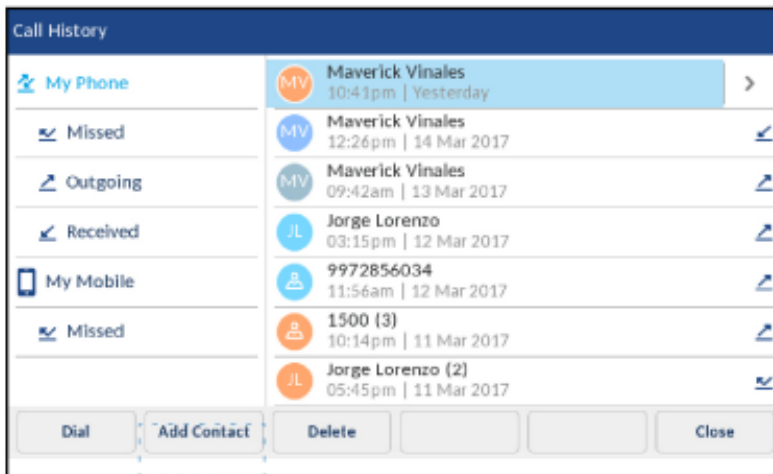 Call History
My Phone
Missed
Outgoing
Received
My Mobile
Missed
MV
Maverick Vinales
10:41pm | Yesterday
MV
Maverick Vinales
12:26pm | 14 Mar 2017
MV
Maverick Vinales
09:42am | 13 Mar 2017
JL
Jorge Lorenzo
03:15pm | 12 Mar 2017
9972856034
11:56am | 12 Mar 2017
1500 (3)
10:14pm | 11 Mar 2017
JL
Jorge Lorenzo (2)
05:45pm | 11 Mar 2017
Dial Add Contact Delete Close